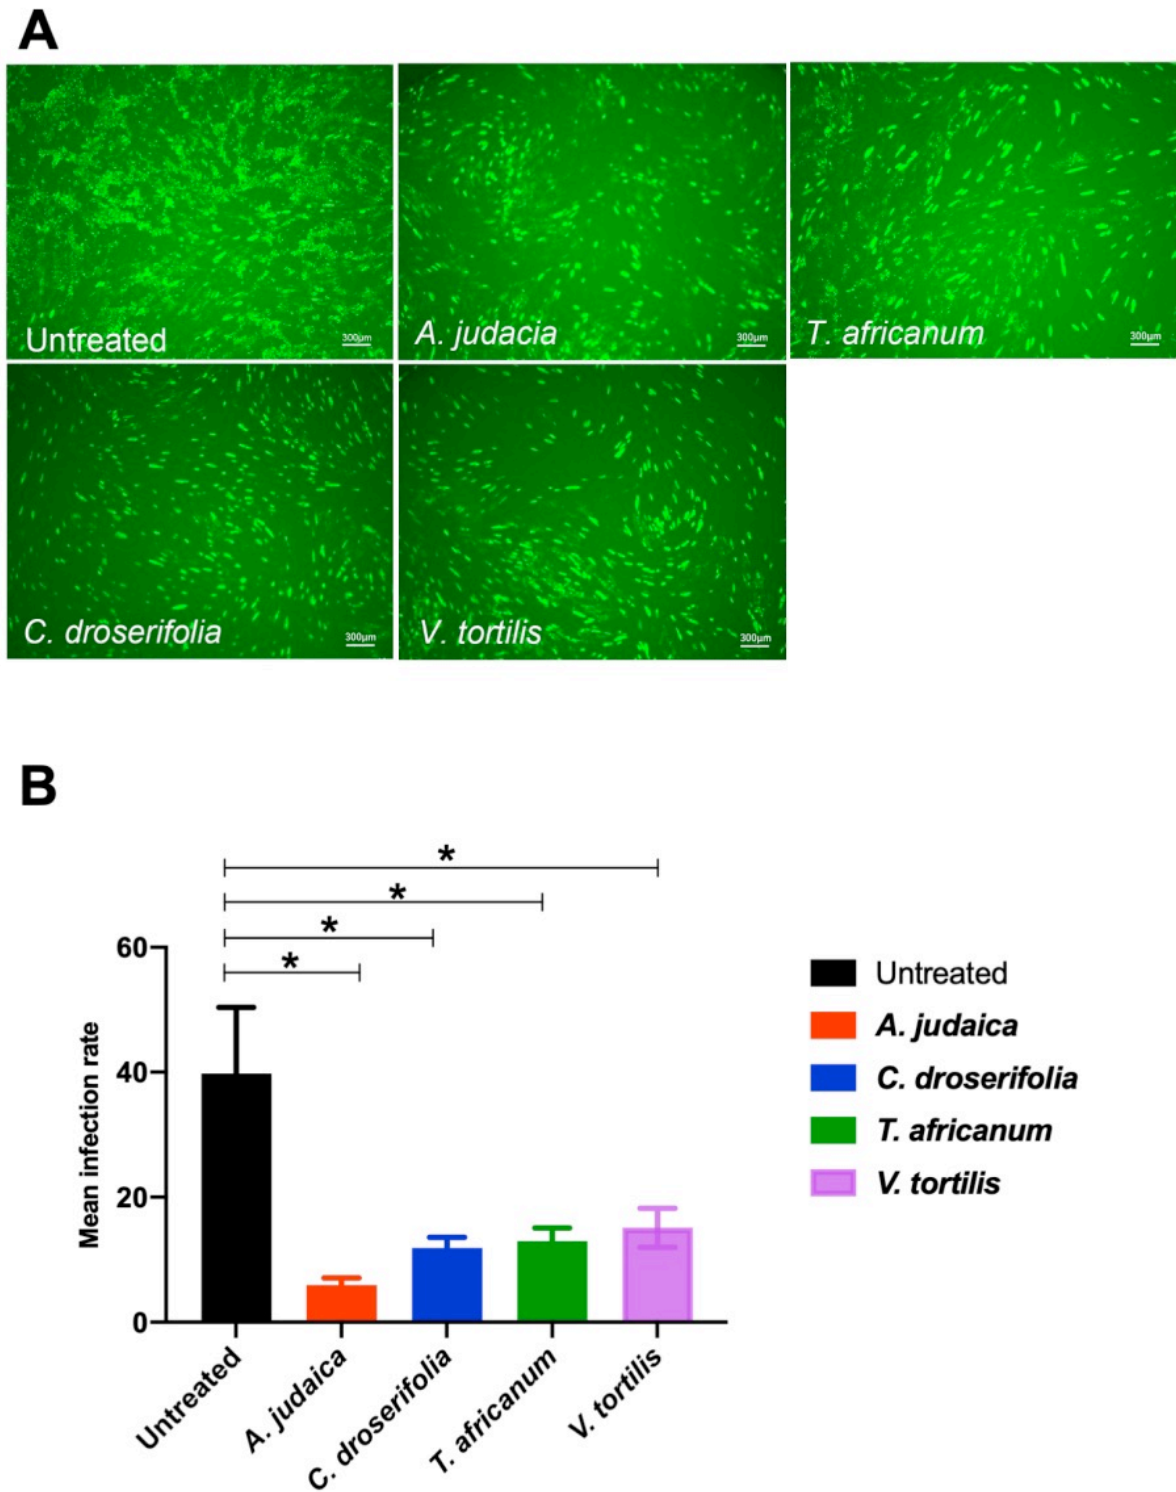 A
Untreated
300µm
A. judacia
300µm
T. africanum
300µm
C. droserifolia
300µm
V. tortilis
300µm
B
*
*
*
*
60
40
20
0
Mean infection rate
Untreated
A. judaica
C. droserifolia
T. africanum
V. tortilis
Untreated
A. judaica
C. droserifolia
T. africanum
V. tortilis